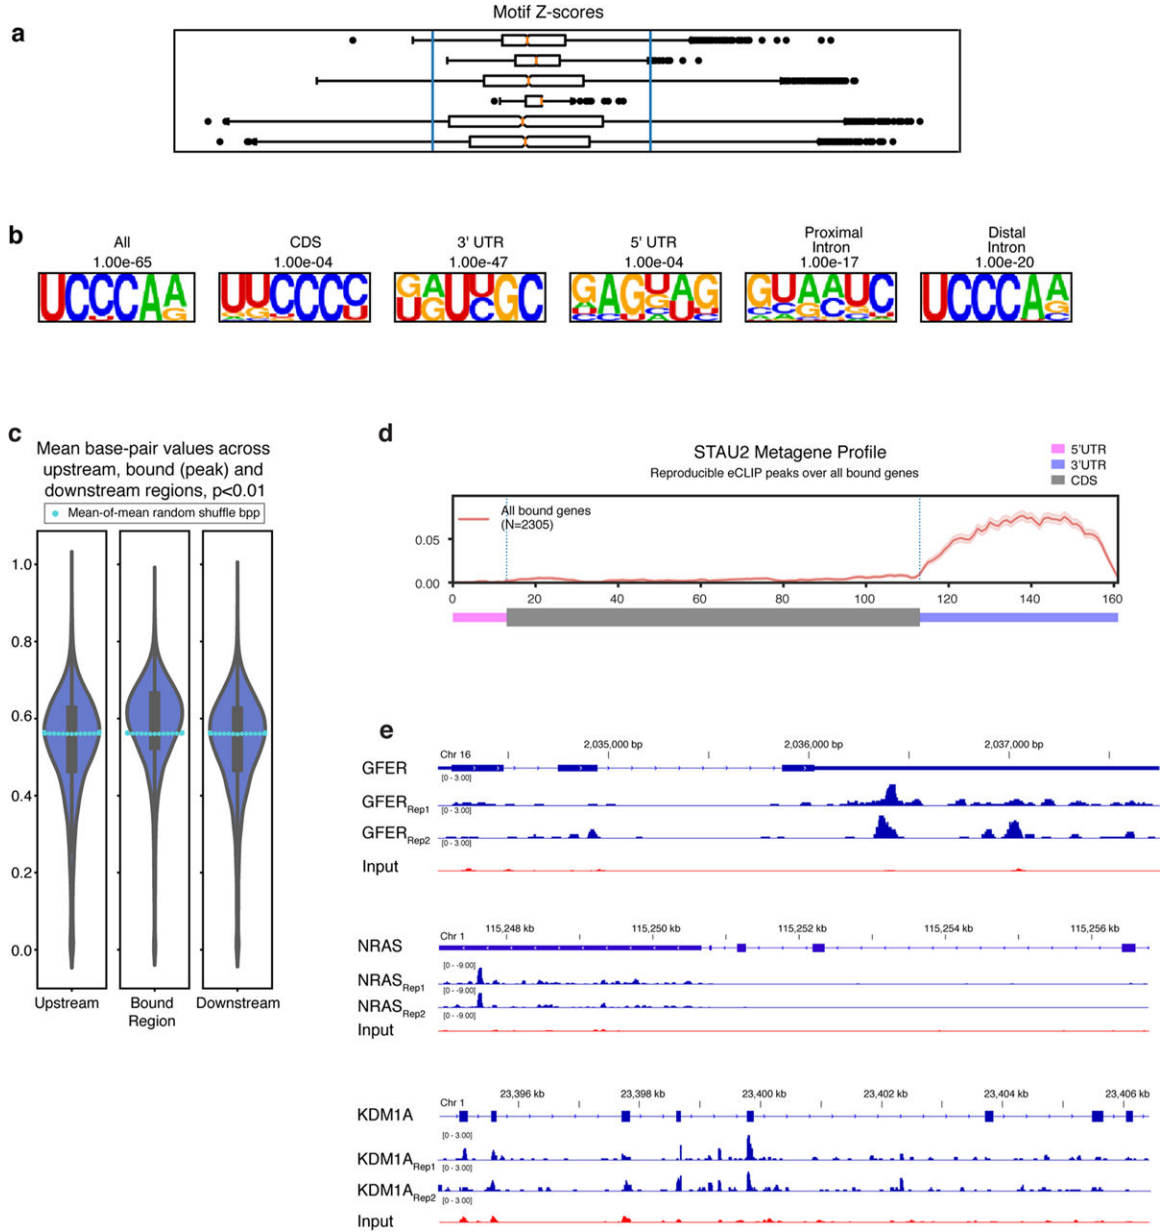 Motif Z-scores
a
b
All
1.00e-65
CDS
1.00e-04
3' UTR
1.00e-47
5' UTR
1.00e-04
Proximal
Intron
1.00e-17
Distal
Intron
1.00e-20
UCCCAA
UUCCCC
GAUUGC
GAGUAG
GUAAUC
UCCCAA
c
Mean base-pair values across
upstream, bound (peak) and
downstream regions, p<0.01
Mean-of-mean random shuffle bpp
1.0
0.8
0.6
0.4
0.2
0.0
Upstream
Bound
Region
Downstream
d
STAU2 Metagene Profile
Reproducible eCLIP peaks over all bound genes
5'UTR
3'UTR
CDS
All bound genes
(N=2305)
0.05
0.00
0 20 40 60 80 100 120 140 160
e
Chr 16 2,035,000 bp 2,036,000 bp 2,037,000 bp
GFER
[0 - 3.00]
GFERRep1
[0 - 3.00]
GFERRep2
[0 - 3.00]
Input
Chr 1 115,248 kb 115,250 kb 115,252 kb 115,254 kb 115,256 kb
NRAS
[0 - -9.00]
NRASRep1
[0 - -9.00]
NRASRep2
[0 - -9.00]
Input
Chr 1 23,396 kb 23,398 kb 23,400 kb 23,402 kb 23,404 kb 23,406 kb
KDM1A
[0 - 3.00]
KDM1ARep1
[0 - 3.00]
KDM1ARep2
[0 - 3.00]
Input